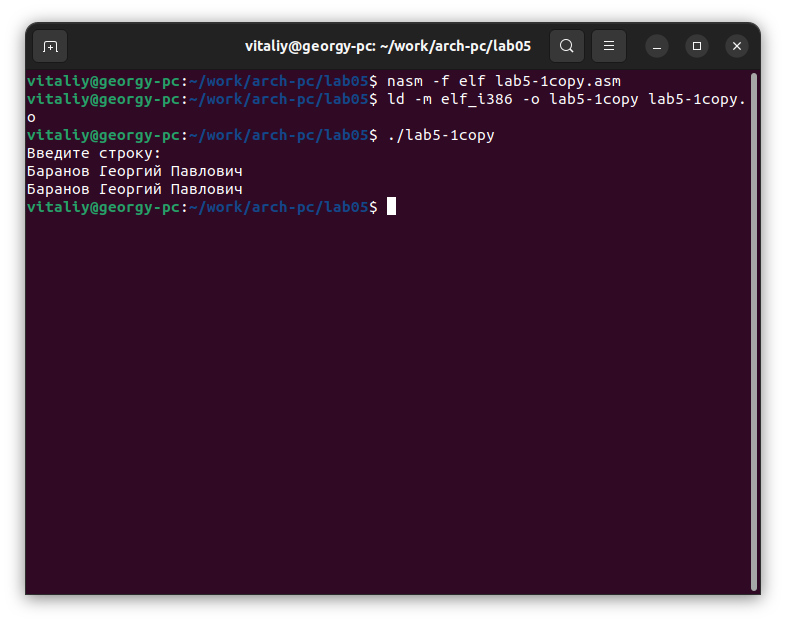 vitaliy@georgy-pc: ~/work/arch-pc/lab05
vitaliy@georgy-pc:~/work/arch-pc/lab05$ nasm -f elf lab5-1copy.asm
vitaliy@georgy-pc:~/work/arch-pc/lab05$ ld -m elf_i386 -o lab5-1copy lab5-1copy.
o
vitaliy@georgy-pc:~/work/arch-pc/lab05$ ./lab5-1copy
Введите строку:
Баранов Георгий Павлович
Баранов Георгий Павлович
vitaliy@georgy-pc:~/work/arch-pc/lab05$